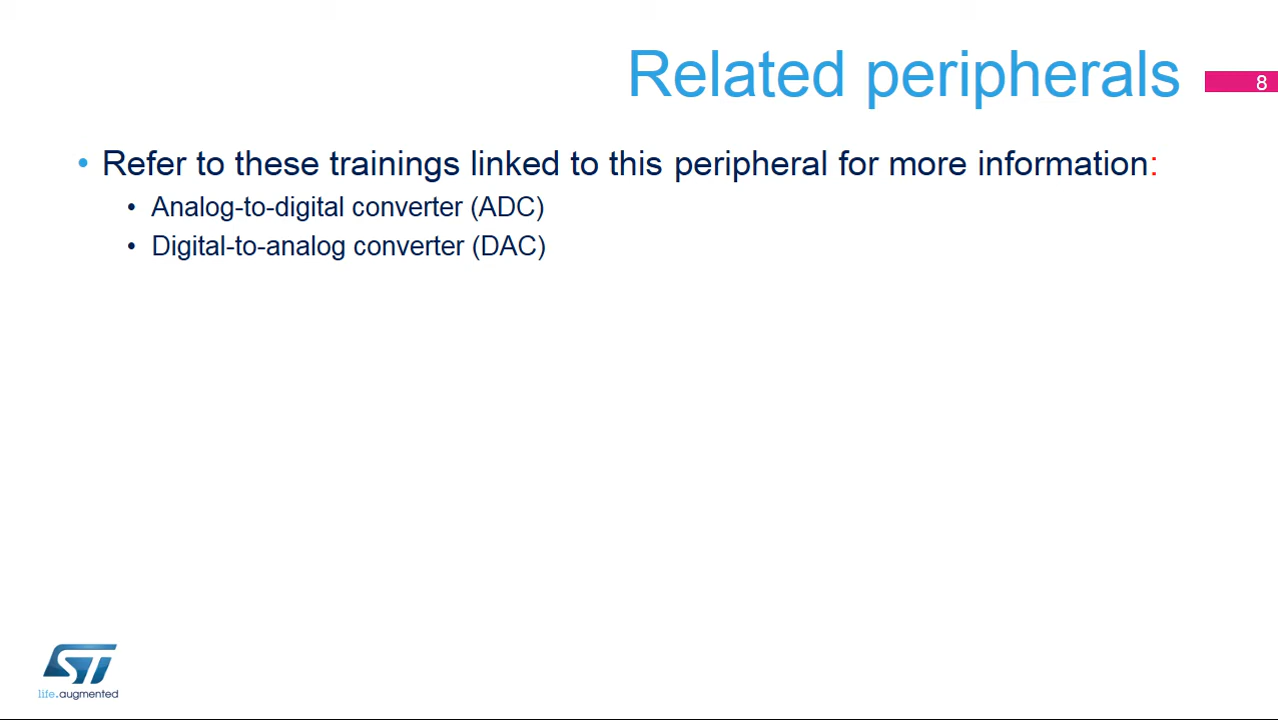 Related peripherals
8
• Refer to these trainings linked to this peripheral for more information:
• Analog-to-digital converter (ADC)
• Digital-to-analog converter (DAC)
ST
life.augmented